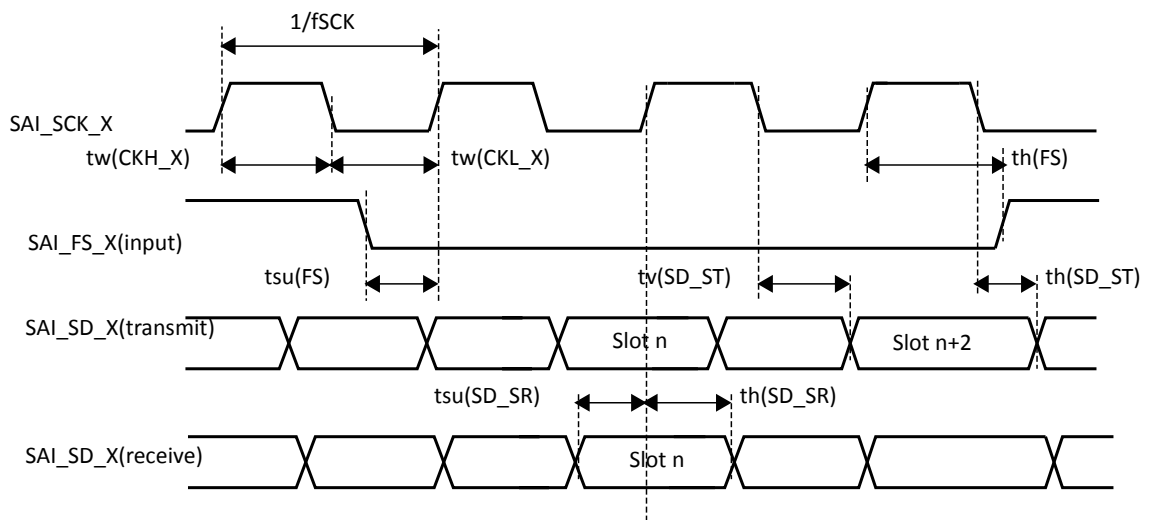 1/fSCK
SAI_SCK_X
tw(CKH_X) tw(CKL_X) th(FS)
SAI_FS_X(input)
tsu(FS) tv(SD_ST) th(SD_ST)
SAI_SD_X(transmit)
Slot n Slot n+2
tsu(SD_SR) th(SD_SR)
SAI_SD_X(receive)
Slot n